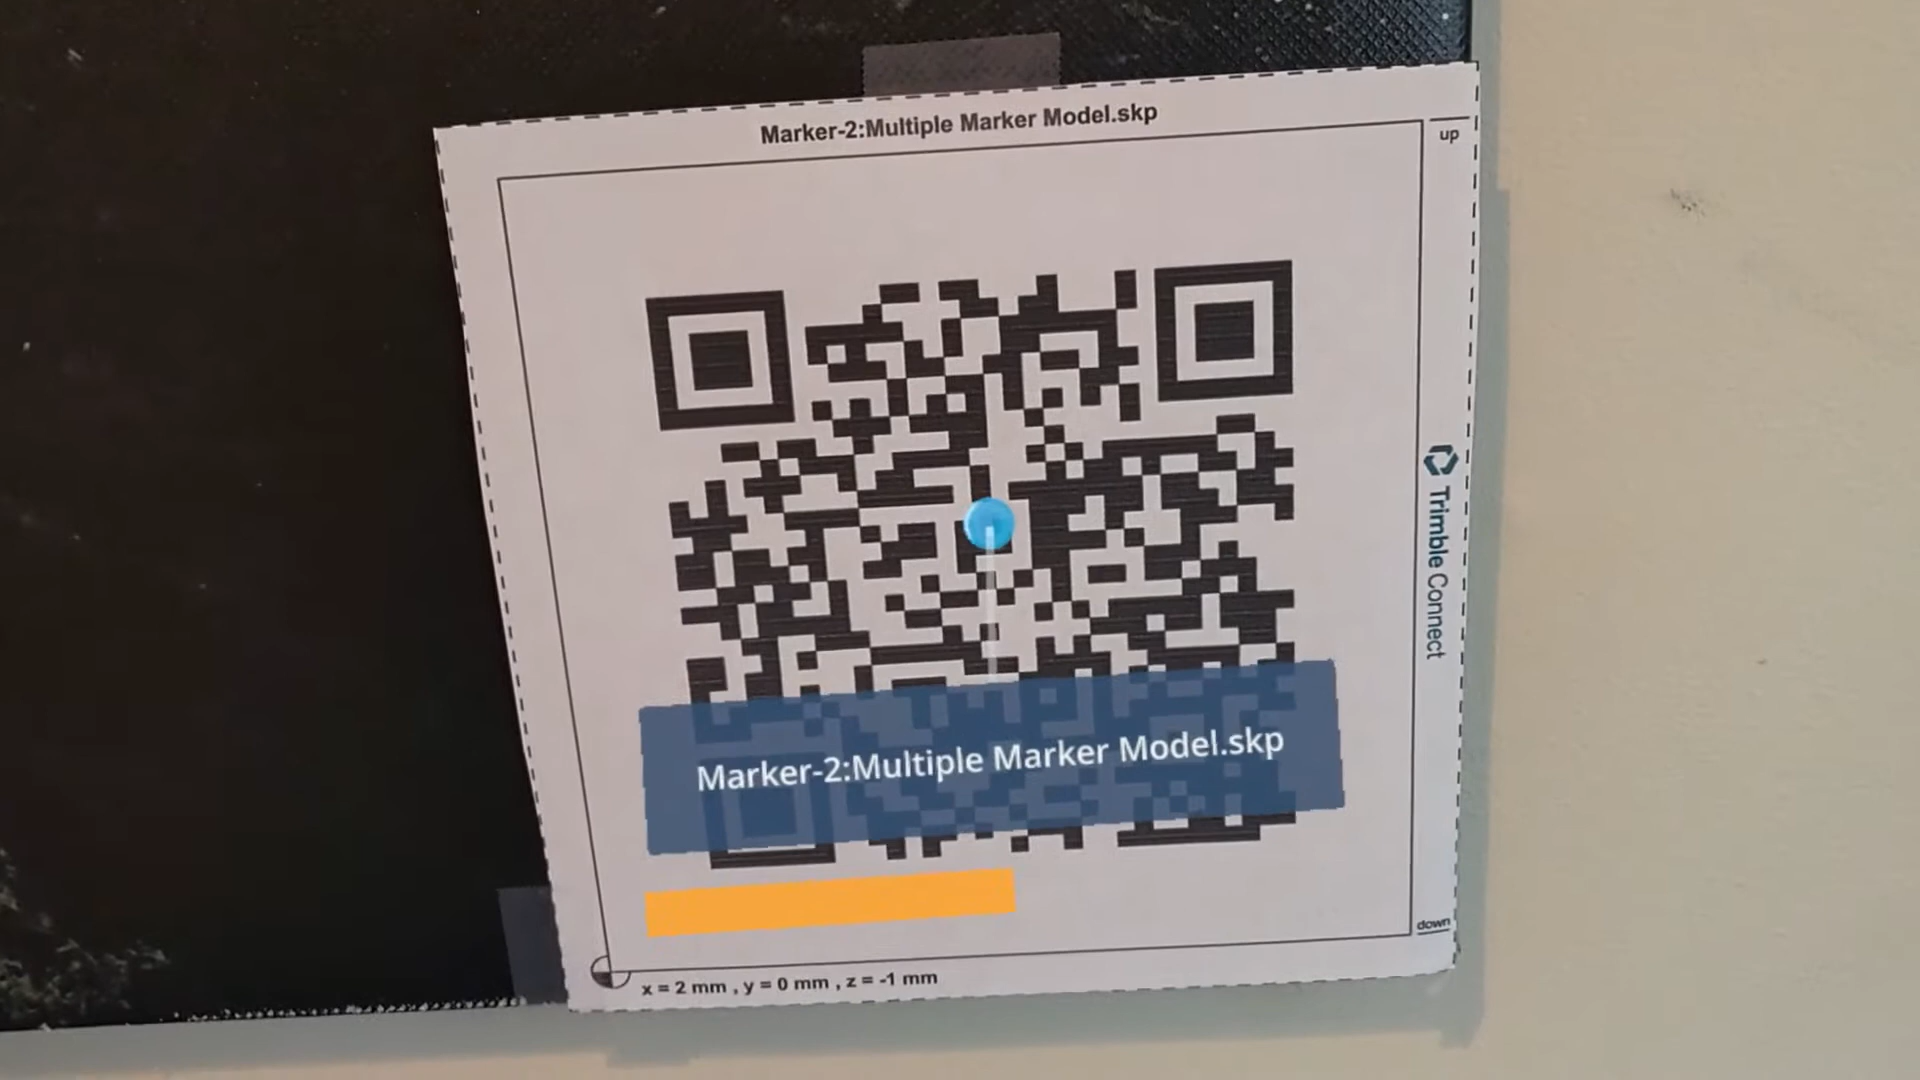 Marker-2:Multiple Marker Model.skp
up
Trimble Connect
Marker-2:Multiple Marker Model.skp
down
x = 2 mm , y = 0 mm , z = -1 mm